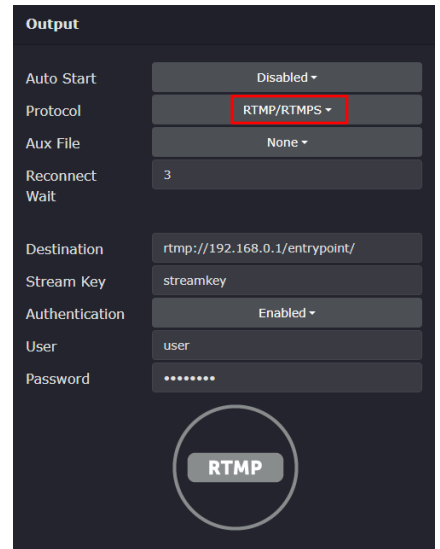 Output
Auto Start Disabled
Protocol RTMP/RTMPS
Aux File None
Reconnect Wait 3
Destination rtmp://192.168.0.1/entrypoint/
Stream Key streamkey
Authentication Enabled
User user
Password ••••••••
RTMP